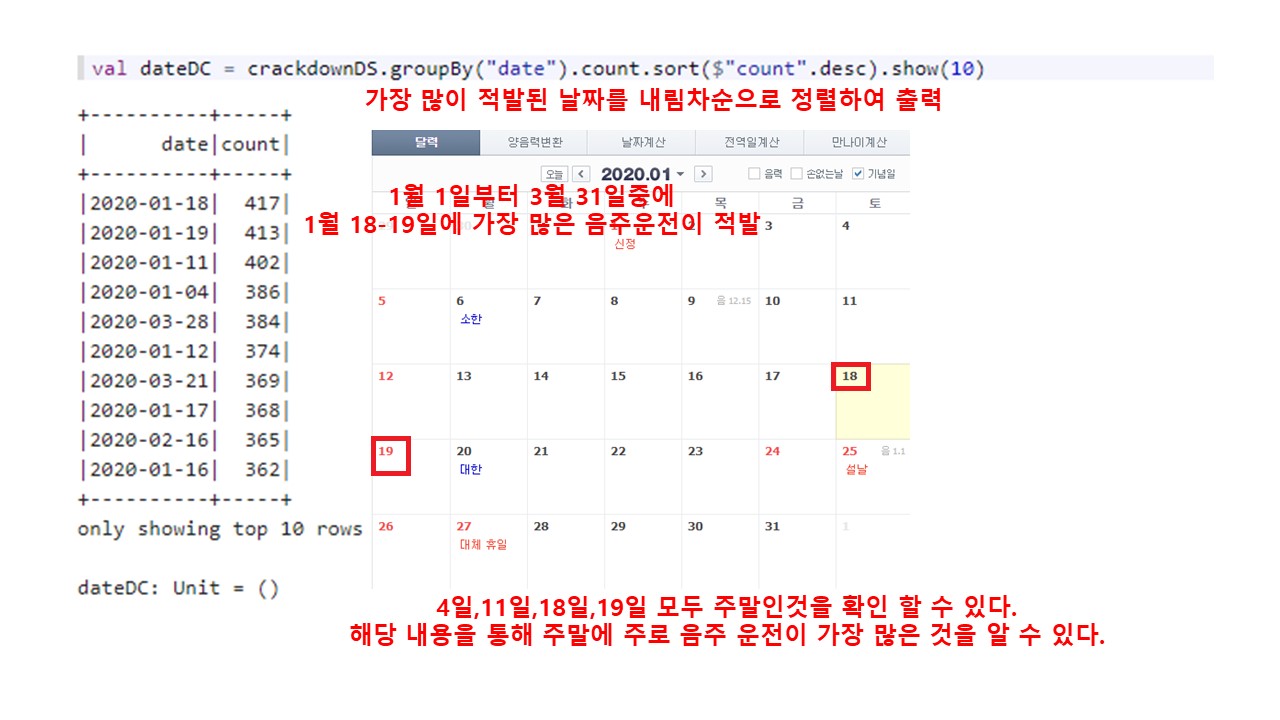 val dateDC = crackdownDS.groupBy("date").count.sort($"count".desc).show(10)
가장 많이 적발된 날짜를 내림차순으로 정렬하여 출력
+----------+-----+
|      date|count|
+----------+-----+
|2020-01-18|  417|
|2020-01-19|  413|
|2020-01-11|  402|
|2020-01-04|  386|
|2020-03-28|  384|
|2020-01-12|  374|
|2020-03-21|  369|
|2020-01-17|  368|
|2020-02-16|  365|
|2020-01-16|  362|
+----------+-----+
only showing top 10 rows
dateDC: Unit = ()
달력 양음력변환 날짜계산 전역일계산 만나이계산
오늘 < 2020.01 > 음력 손없는날 기념일
1월 1일부터 3월 31일중에
1월 18-19일에 가장 많은 음주운전이 적발
목 금 토
3 4
신정
5 6 7 8 9 음 12.15 10 11
소한
12 13 14 15 16 17 18
19 20 21 22 23 24 25 음 1.1
대한 설날
26 27 28 29 30 31 1
대체 휴일
4일,11일,18일,19일 모두 주말인것을 확인 할 수 있다.
해당 내용을 통해 주말에 주로 음주 운전이 가장 많은 것을 알 수 있다.